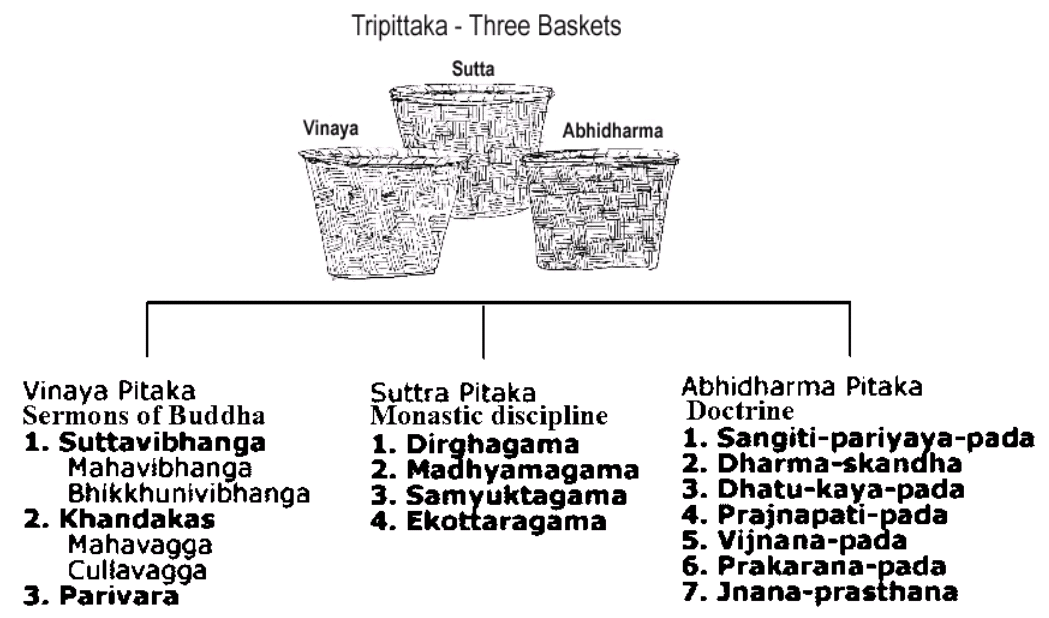 Tripittaka - Three Baskets
Sutta
Vinaya
Abhidharma
Vinaya Pitaka
Sermons of Buddha
1. Suttavibhanga
Mahavibhanga
Bhikkhunivibhanga
2. Khandakas
Mahavagga
Cullavagga
3. Parivara
Suttra Pitaka
Monastic discipline
1. Dirghagama
2. Madhyamagama
3. Samyuktagama
4. Ekottaragama
Abhidharma Pitaka
Doctrine
1. Sangiti-pariyaya-pada
2. Dharma-skandha
3. Dhatu-kaya-pada
4. Prajnapati-pada
5. Vijnana-pada
6. Prakarana-pada
7. Jnana-prasthana